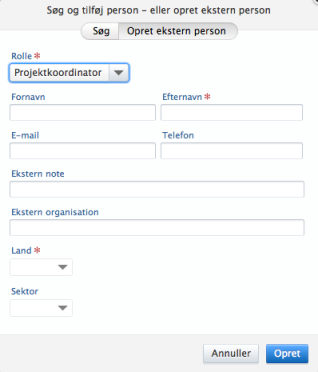 Søg og tilføj person – eller opret ekstern person
Søg Opret ekstern person
Rolle *
Projektkoordinator
Fornavn Efternavn *
E-mail Telefon
Ekstern note
Ekstern organisation
Land *
Sektor
Annuller Opret